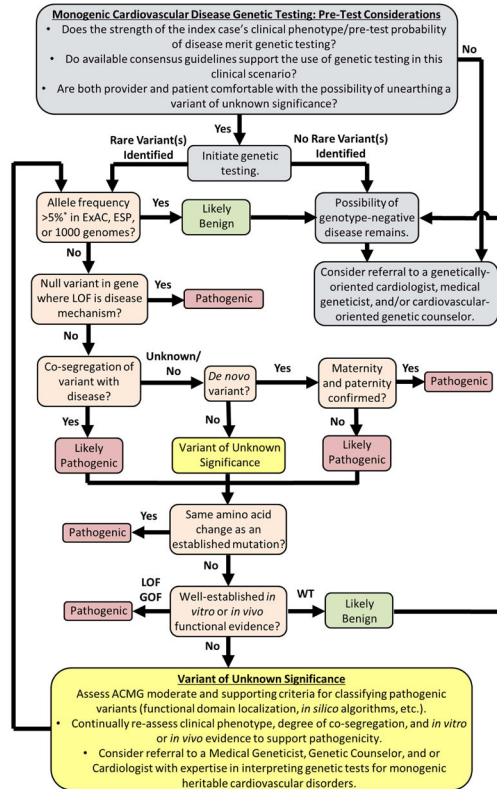 Monogenic Cardiovascular Disease Genetic Testing: Pre-Test Considerations
• Does the strength of the index case's clinical phenotype/pre-test probability
of disease merit genetic testing?
• Do available consensus guidelines support the use of genetic testing in this
clinical scenario?
• Are both provider and patient comfortable with the possibility of unearthing a
variant of unknown significance?
No
Yes
Rare Variant(s)
Identified
Initiate genetic
testing.
No Rare Variant(s)
Identified
Allele frequency
>5%* in ExAC, ESP,
or 1000 genomes?
Yes
Likely
Benign
Possibility of
genotype-negative
disease remains.
No
Consider referral to a genetically-
oriented cardiologist, medical
geneticist, and/or cardiovascular-
oriented genetic counselor.
Null variant in gene
where LOF is disease
mechanism?
Yes
Pathogenic
No
Co-segregation of
variant with
disease?
Unknown/
No
De novo
variant?
Yes
Maternity
and paternity
confirmed?
Yes
Pathogenic
Yes
No
No
Likely
Pathogenic
Variant of Unknown
Significance
Likely
Pathogenic
Same amino acid
change as an
established mutation?
Yes
Pathogenic
No
Well-established in
vitro or in vivo
functional evidence?
LOF
GOF
Pathogenic
WT
Likely
Benign
No
Variant of Unknown Significance
Assess ACMG moderate and supporting criteria for classifying pathogenic
variants (functional domain localization, in silico algorithms, etc.).
• Continually re-assess clinical phenotype, degree of co-segregation, and in vitro
or in vivo evidence to support pathogenicity.
• Consider referral to a Medical Geneticist, Genetic Counselor, and or
Cardiologist with expertise in interpreting genetic tests for monogenic
heritable cardiovascular disorders.